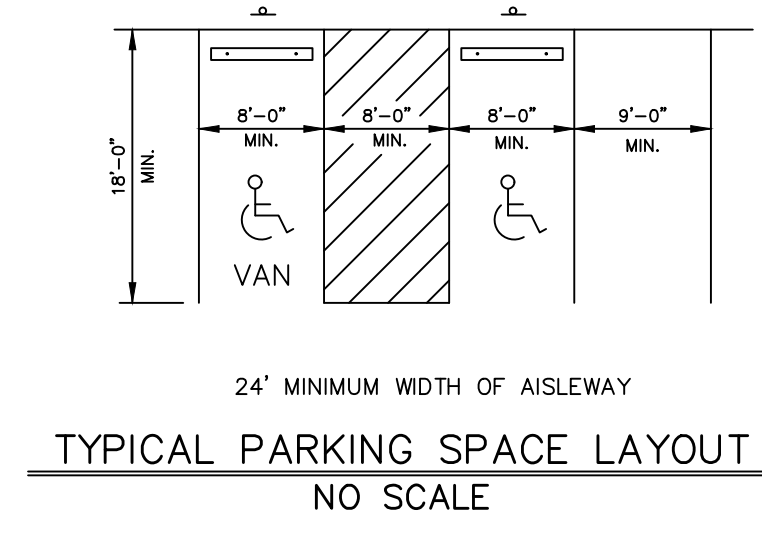 8'-0" 8'-0" 8'-0" 9'-0"
MIN. MIN. MIN. MIN.
18'-0"
MIN.
VAN
24' MINIMUM WIDTH OF AISLEWAY
TYPICAL PARKING SPACE LAYOUT
NO SCALE